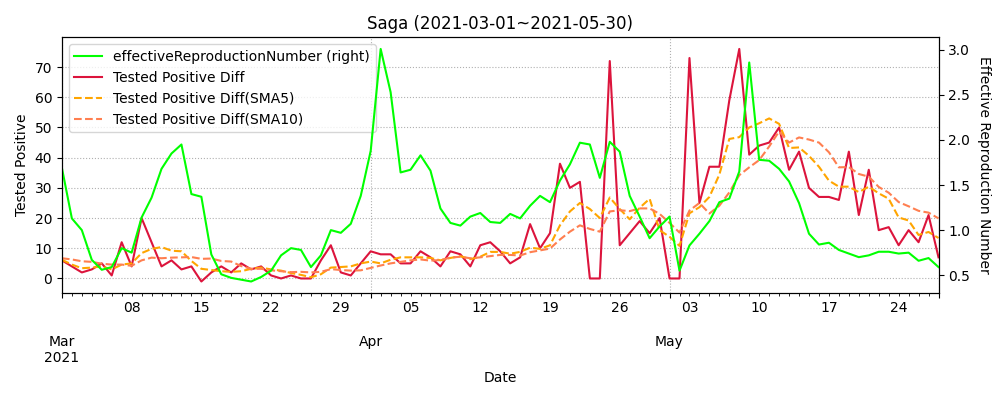 Saga (2021-03-01~2021-05-30)
effectiveReproductionNumber (right)
Tested Positive Diff
Tested Positive Diff(SMA5)
Tested Positive Diff(SMA10)
Tested Positive
70
60
50
40
30
20
10
0
3.0
2.5
2.0
1.5
1.0
0.5
Effective Reproduction Number
08 15 22 29 05 12 19 26 03 10 17 24
Mar Apr May
2021
Date